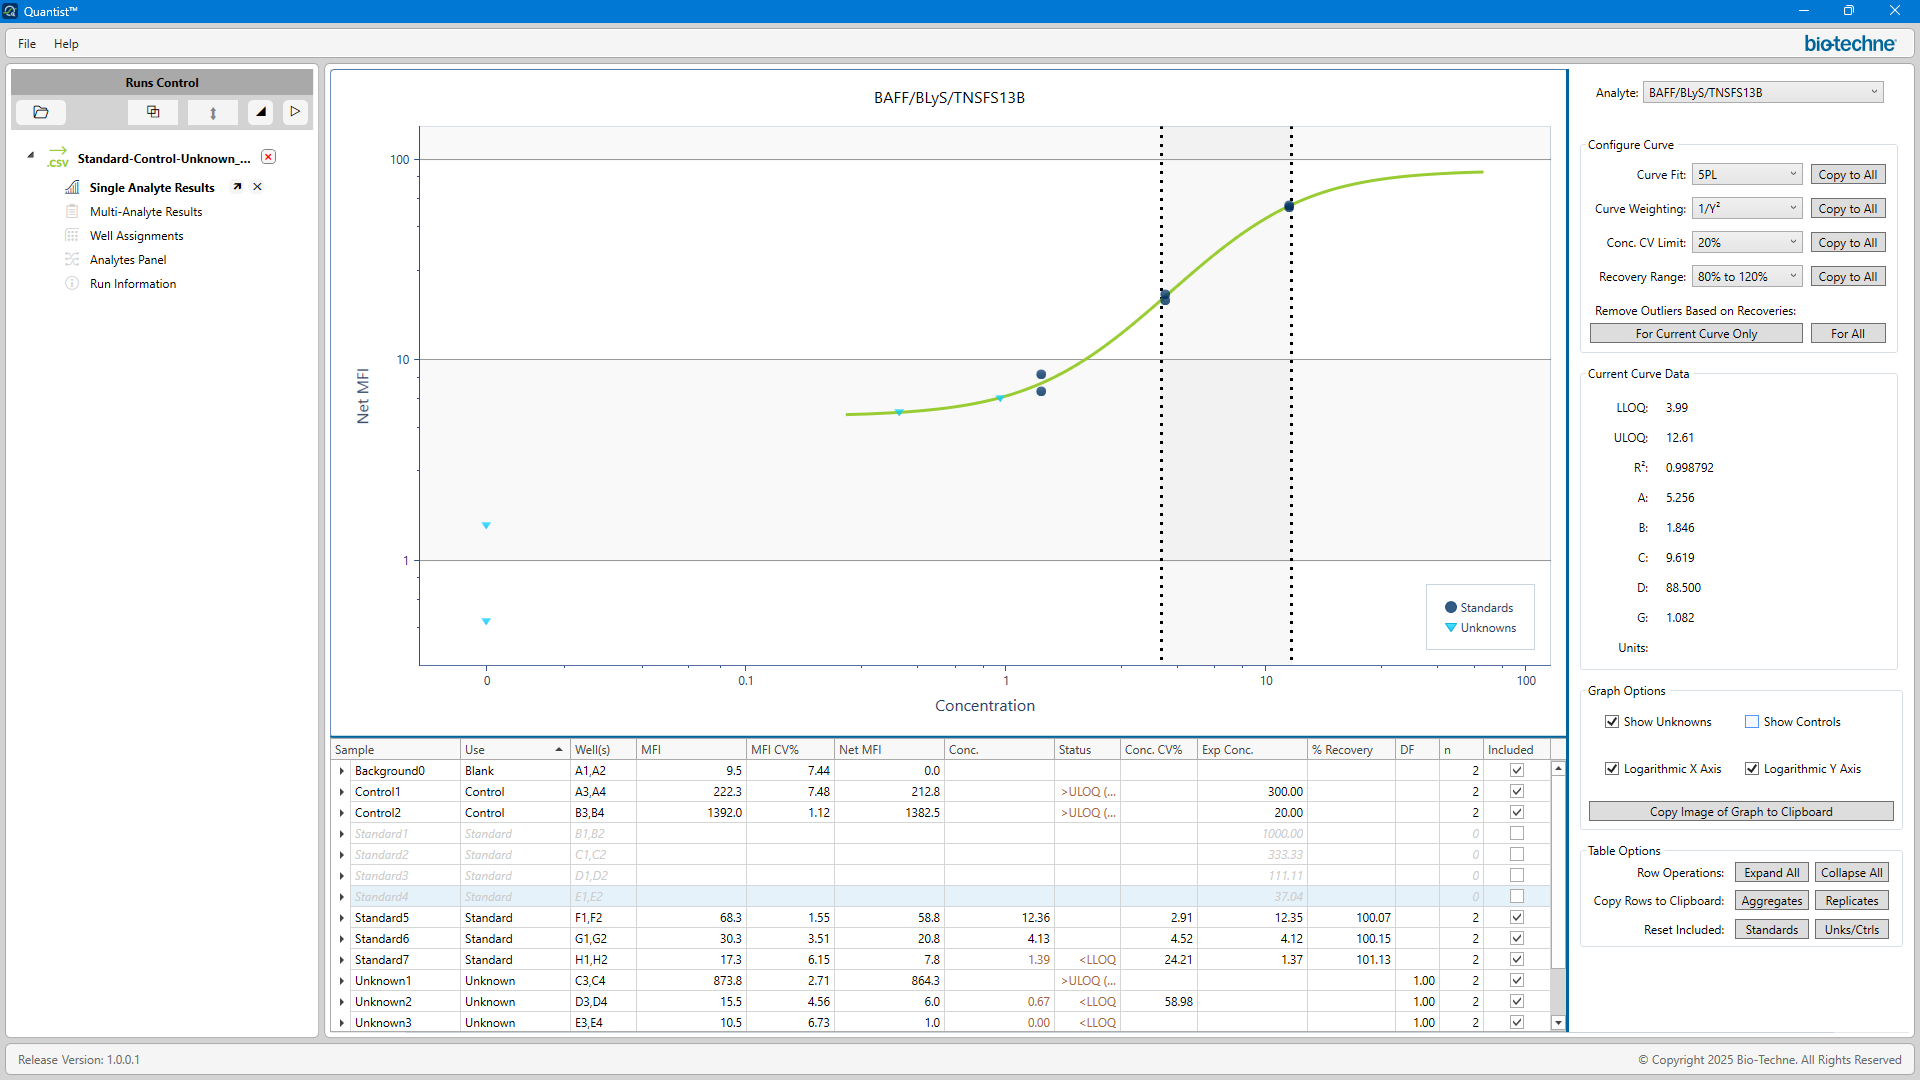 Quantist™
File Help
bio-techne
Runs Control
.csv Standard-Control-Unknown_...
Single Analyte Results
Multi-Analyte Results
Well Assignments
Analytes Panel
Run Information
BAFF/BLyS/TNSFS13B
100
10
1
Net MFI
0 0.1 1 10 100
Concentration
Standards
Unknowns
Sample Use Well(s) MFI MFI CV% Net MFI Conc. Status Conc. CV% Exp Conc. % Recovery DF n Included
Background0 Blank A1,A2 9.5 7.44 0.0 2
Control1 Control A3,A4 222.3 7.48 212.8 >ULOQ (... 300.00 2
Control2 Control B3,B4 1392.0 1.12 1382.5 >ULOQ (... 20.00 2
Standard1 Standard B1,B2 1000.00 0
Standard2 Standard C1,C2 333.33 0
Standard3 Standard D1,D2 111.11 0
Standard4 Standard E1,E2 37.04 0
Standard5 Standard F1,F2 68.3 1.55 58.8 12.36 2.91 12.35 100.07 2
Standard6 Standard G1,G2 30.3 3.51 20.8 4.13 4.52 4.12 100.15 2
Standard7 Standard H1,H2 17.3 6.15 7.8 1.39 <LLOQ 24.21 1.37 101.13 2
Unknown1 Unknown C3,C4 873.8 2.71 864.3 >ULOQ (... 1.00 2
Unknown2 Unknown D3,D4 15.5 4.56 6.0 0.67 <LLOQ 58.98 1.00 2
Unknown3 Unknown E3,E4 10.5 6.73 1.0 0.00 <LLOQ 1.00 2
Analyte: BAFF/BLyS/TNSFS13B
Configure Curve
Curve Fit: 5PL Copy to All
Curve Weighting: 1/Y² Copy to All
Conc. CV Limit: 20% Copy to All
Recovery Range: 80% to 120% Copy to All
Remove Outliers Based on Recoveries:
For Current Curve Only For All
Current Curve Data
LLOQ: 3.99
ULOQ: 12.61
R²: 0.998792
A: 5.256
B: 1.846
C: 9.619
D: 88.500
G: 1.082
Units:
Graph Options
Show Unknowns Show Controls
Logarithmic X Axis Logarithmic Y Axis
Copy Image of Graph to Clipboard
Table Options
Row Operations: Expand All Collapse All
Copy Rows to Clipboard: Aggregates Replicates
Reset Included: Standards Unks/Ctrls
Release Version: 1.0.0.1
© Copyright 2025 Bio-Techne. All Rights Reserved